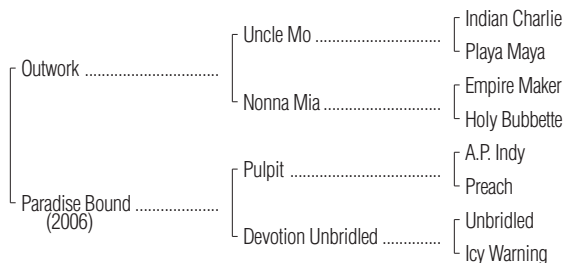 Indian Charlie
Uncle Mo ................................
Playa Maya
Outwork ..................................
Empire Maker
Nonna Mia .............................
Holy Bubbette
A.P. Indy
Pulpit ......................................
Preach
Paradise Bound .....................
(2006)
Unbridled
Devotion Unbridled ...............
Icy Warning